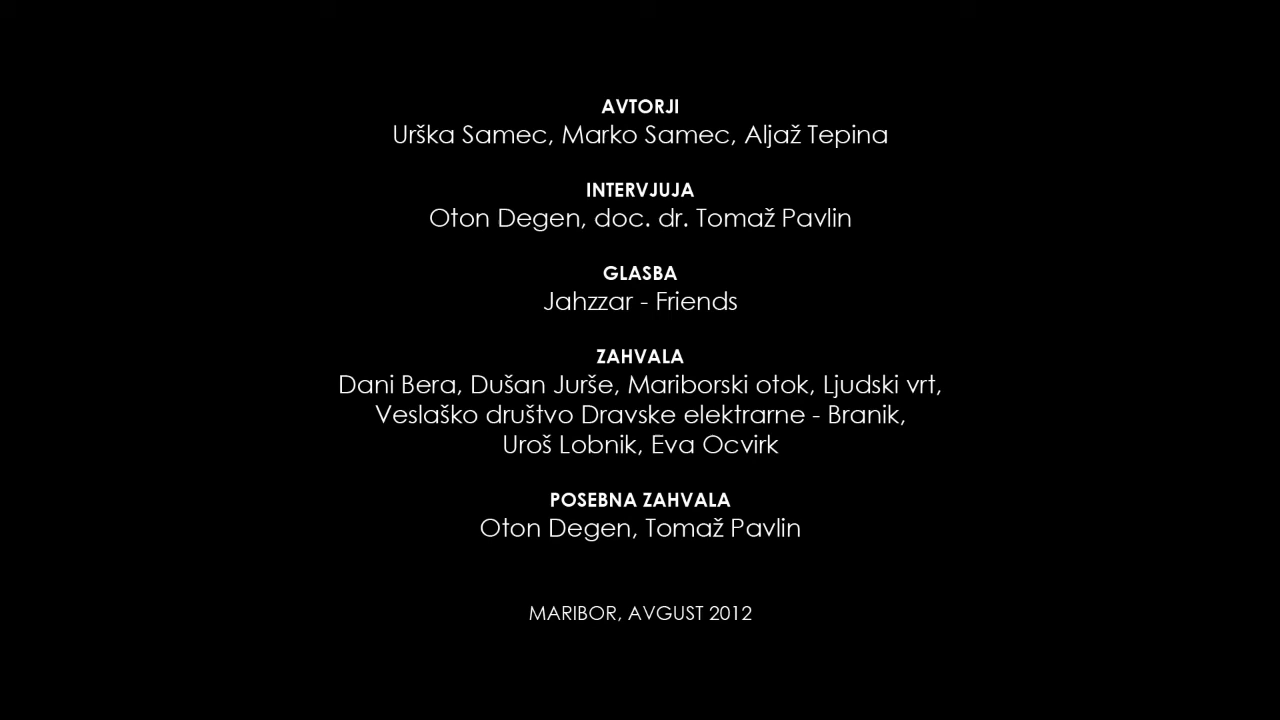 AVTORJI
Urška Samec, Marko Samec, Aljaž Tepina
INTERVJUJA
Oton Degen, doc. dr. Tomaž Pavlin
GLASBA
Jahzzar - Friends
ZAHVALA
Dani Bera, Dušan Jurše, Mariborski otok, Ljudski vrt,
Veslaško društvo Dravske elektrarne - Branik,
Uroš Lobnik, Eva Ocvirk
POSEBNA ZAHVALA
Oton Degen, Tomaž Pavlin
MARIBOR, AVGUST 2012